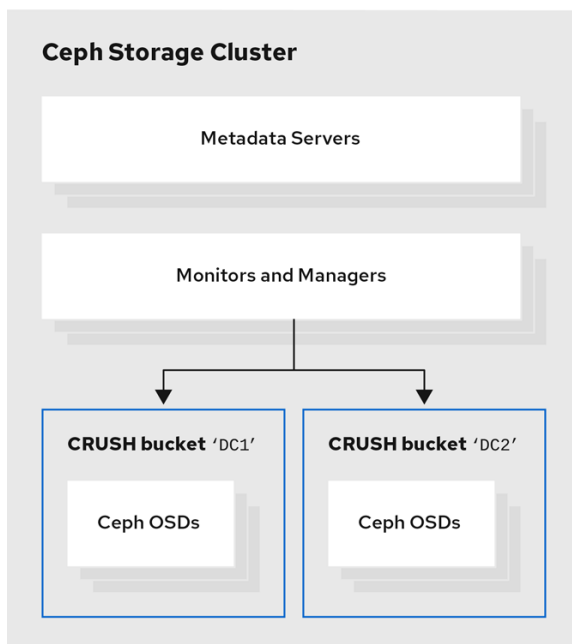 Ceph Storage Cluster
Metadata Servers
Monitors and Managers
CRUSH bucket ‘DC1’
CRUSH bucket ‘DC2’
Ceph OSDs
Ceph OSDs